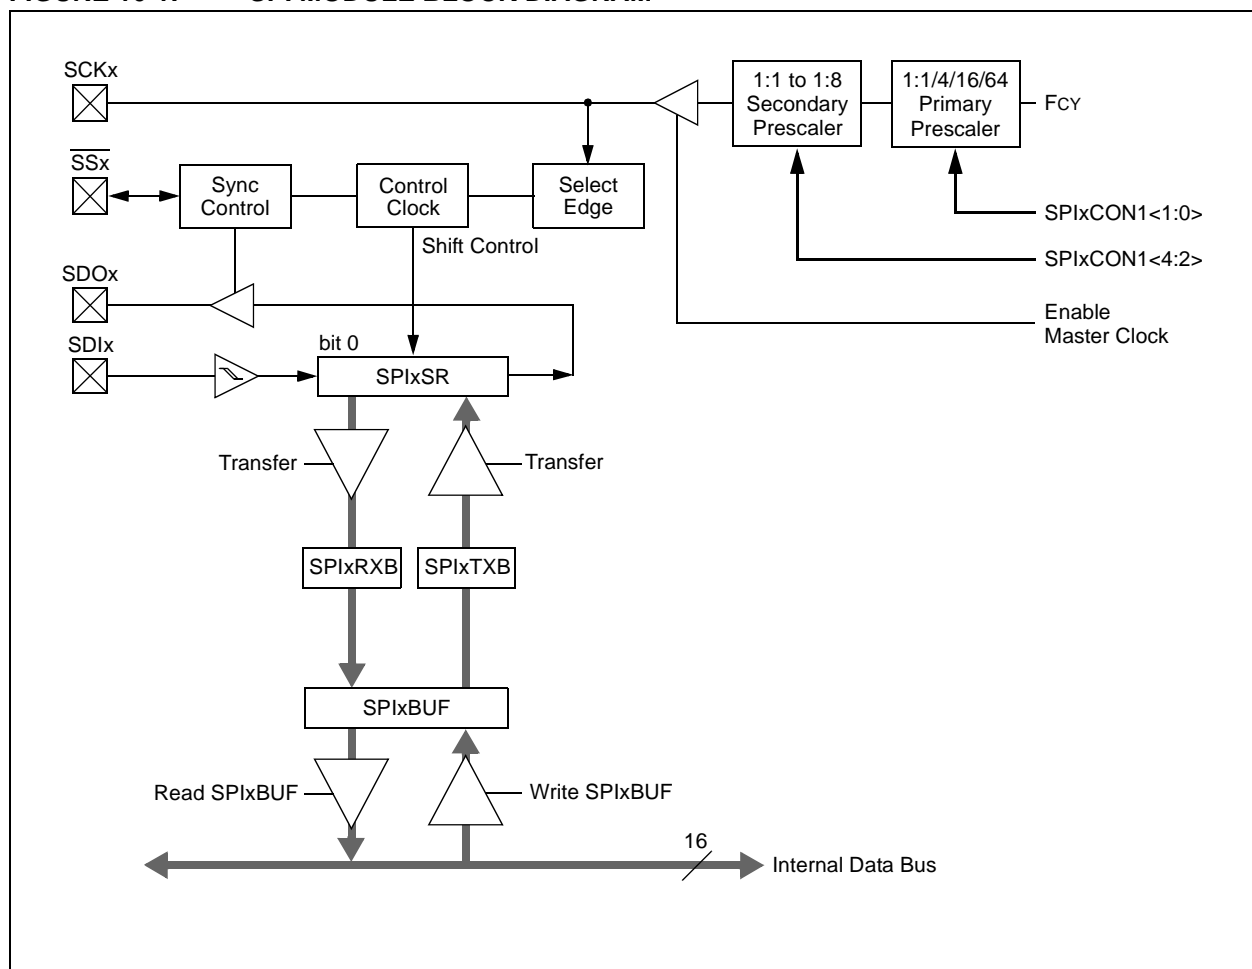 SCKx
1:1 to 1:8
Secondary
Prescaler
1:1/4/16/64
Primary
Prescaler
FCY
SSx
Sync
Control
Control
Clock
Select
Edge
SPIxCON1<1:0>
Shift Control
SPIxCON1<4:2>
SDOx
Enable
Master Clock
SDIx
bit 0
SPIxSR
Transfer
Transfer
SPIxRXB
SPIxTXB
SPIxBUF
Read SPIxBUF
Write SPIxBUF
16
Internal Data Bus